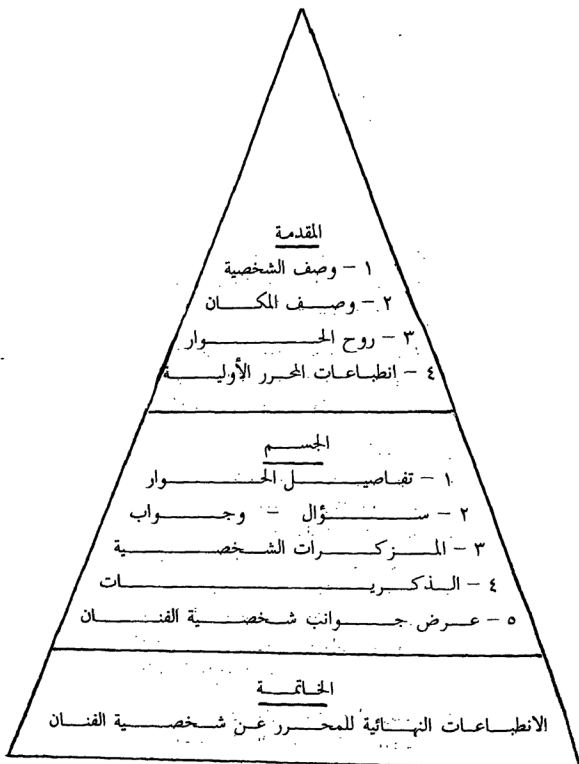 المقدمة
١ - وصف الشخصية
٢ - وصف المكان
٣ - روح الحوار
٤ - انطباعات المحرر الأولية
الجسم
١ - تفاصيل الحوار
٢ - سؤال - وجواب
٣ - المزكرات الشخصية
٤ - الذكريات
٥ - عرض جوانب شخصية الفنان
الخاتمة
الانطباعات النهائية للمحرر عن شخصية الفنان